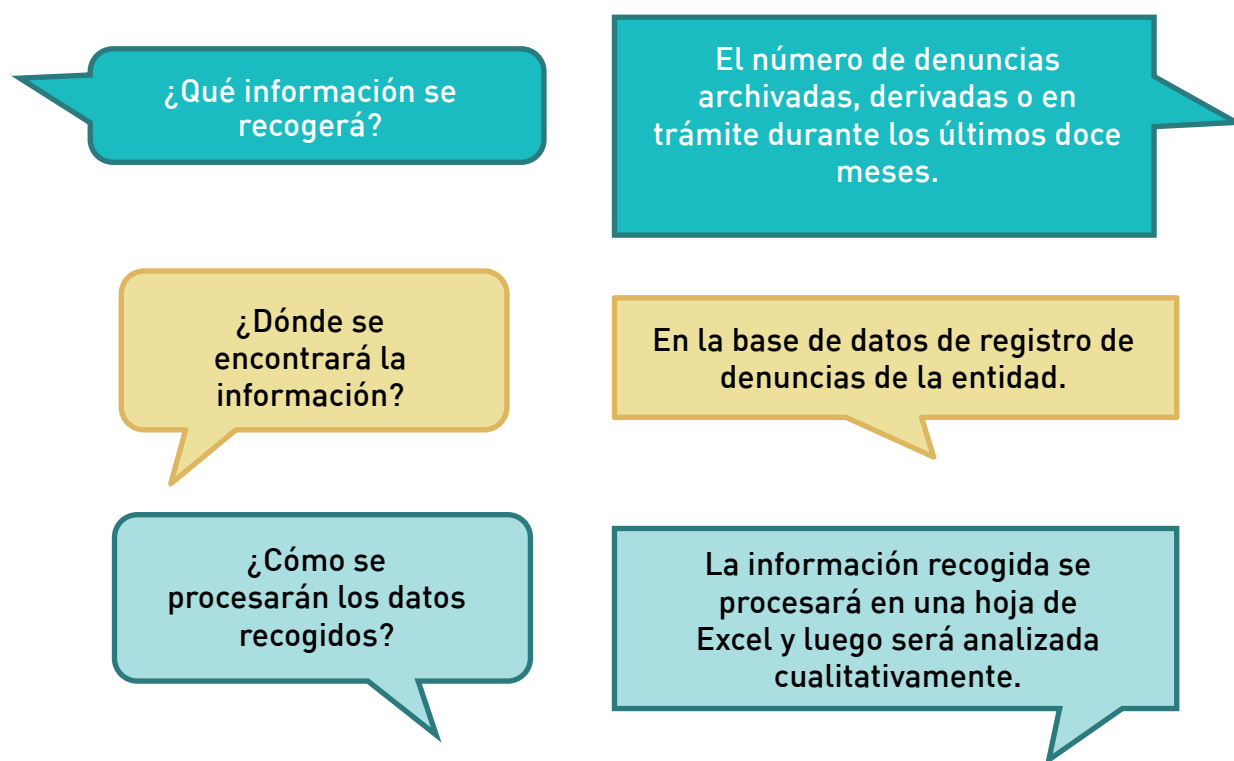 ¿Qué información se
recogerá?
El número de denuncias
archivadas, derivadas o en
trámite durante los últimos doce
meses.
¿Dónde se
encontrará la
información?
En la base de datos de registro de
denuncias de la entidad.
¿Cómo se
procesarán los datos
recogidos?
La información recogida se
procesará en una hoja de
Excel y luego será analizada
cualitativamente.